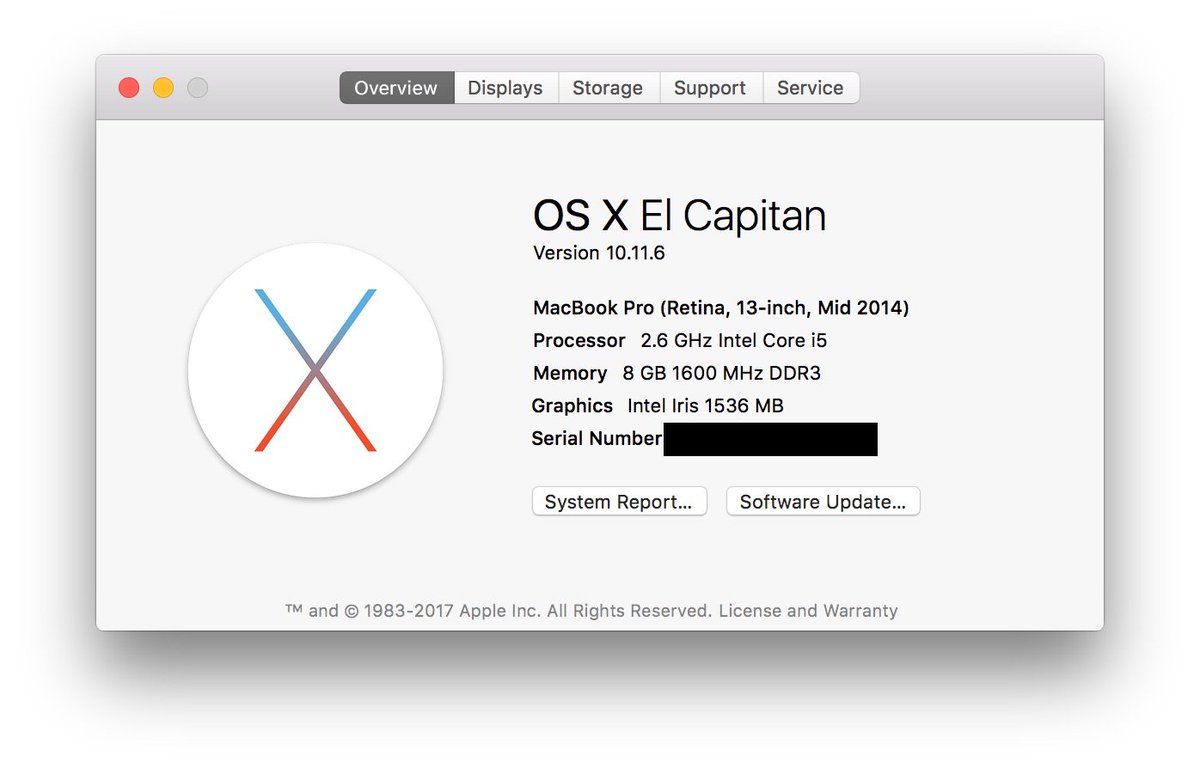 Overview Displays Storage Support Service
OS X El Capitan
Version 10.11.6
MacBook Pro (Retina, 13-inch, Mid 2014)
Processor 2.6 GHz Intel Core i5
Memory 8 GB 1600 MHz DDR3
Graphics Intel Iris 1536 MB
Serial Number
System Report... Software Update...
™ and © 1983-2017 Apple Inc. All Rights Reserved. License and Warranty